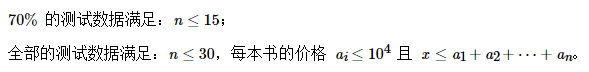 70% 的测试数据满足：n ≤ 15；
全部的测试数据满足：n ≤ 30，每本书的价格 aᵢ ≤ 10⁴ 且 x ≤ a1 + a2 + ⋯ + aₙ。